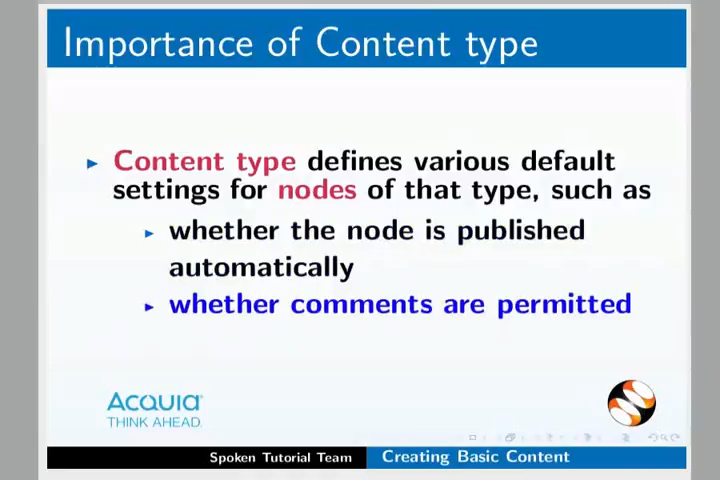 Importance of Content type
Content type defines various default
settings for nodes of that type, such as
whether the node is published
automatically
whether comments are permitted
ACQUIA
THINK AHEAD.
Spoken Tutorial Team
Creating Basic Content